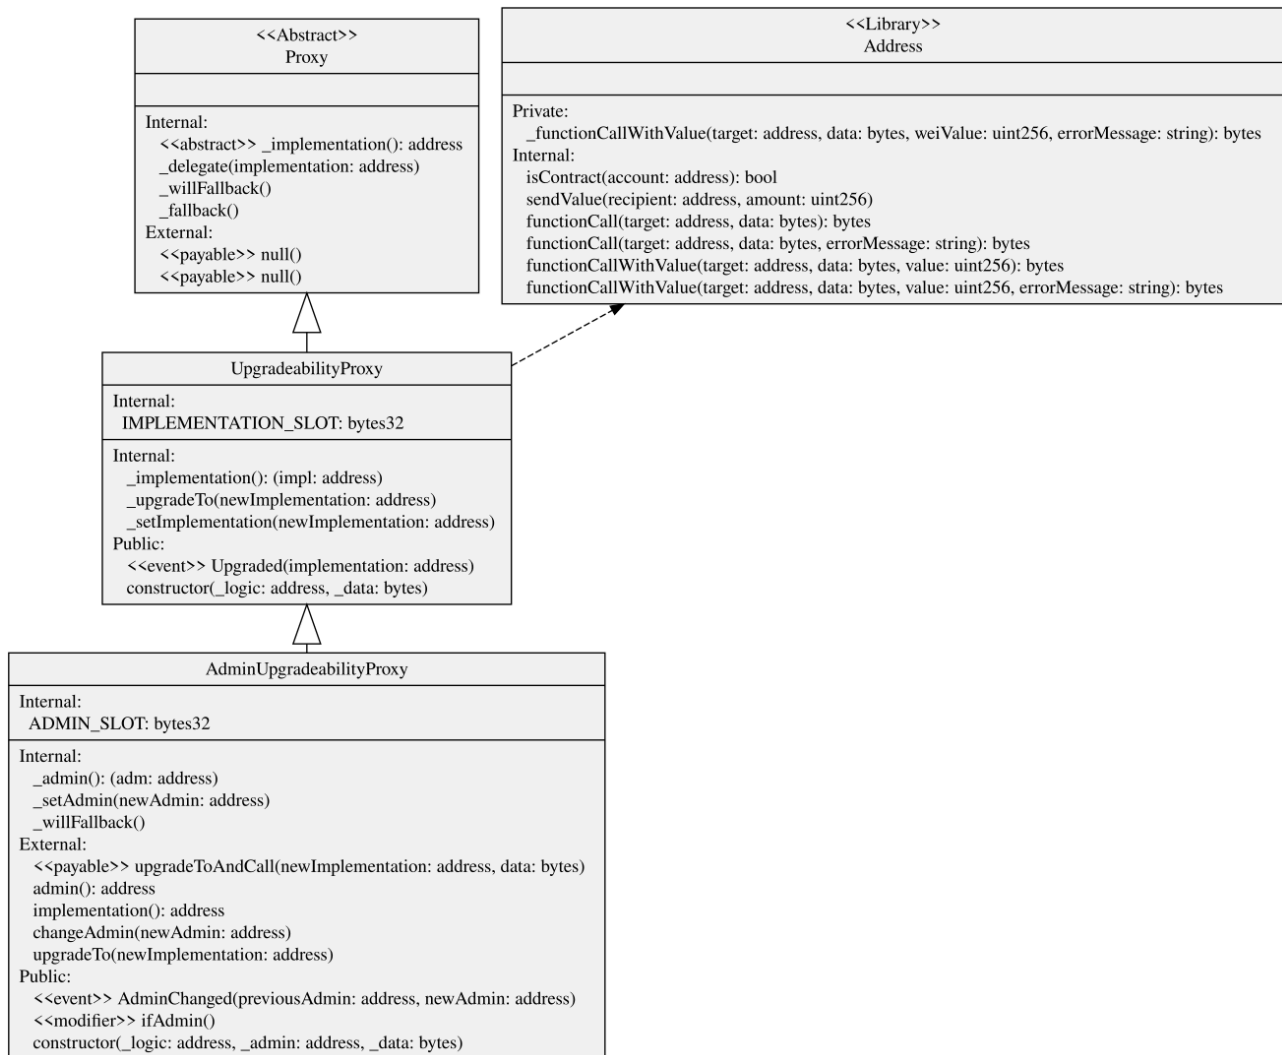 <<Abstract>>
Proxy
Internal:
<<abstract>> _implementation(): address
_delegate(implementation: address)
_willFallback()
_fallback()
External:
<<payable>> null()
<<payable>> null()
<<Library>>
Address
Private:
_functionCallWithValue(target: address, data: bytes, weiValue: uint256, errorMessage: string): bytes
Internal:
isContract(account: address): bool
sendValue(recipient: address, amount: uint256)
functionCall(target: address, data: bytes): bytes
functionCall(target: address, data: bytes, errorMessage: string): bytes
functionCallWithValue(target: address, data: bytes, value: uint256): bytes
functionCallWithValue(target: address, data: bytes, value: uint256, errorMessage: string): bytes
UpgradeabilityProxy
Internal:
IMPLEMENTATION_SLOT: bytes32
Internal:
_implementation(): (impl: address)
_upgradeTo(newImplementation: address)
_setImplementation(newImplementation: address)
Public:
<<event>> Upgraded(implementation: address)
constructor(_logic: address, _data: bytes)
AdminUpgradeabilityProxy
Internal:
ADMIN_SLOT: bytes32
Internal:
_admin(): (adm: address)
_setAdmin(newAdmin: address)
_willFallback()
External:
<<payable>> upgradeToAndCall(newImplementation: address, data: bytes)
admin(): address
implementation(): address
changeAdmin(newAdmin: address)
upgradeTo(newImplementation: address)
Public:
<<event>> AdminChanged(previousAdmin: address, newAdmin: address)
<<modifier>> ifAdmin()
constructor(_logic: address, _admin: address, _data: bytes)